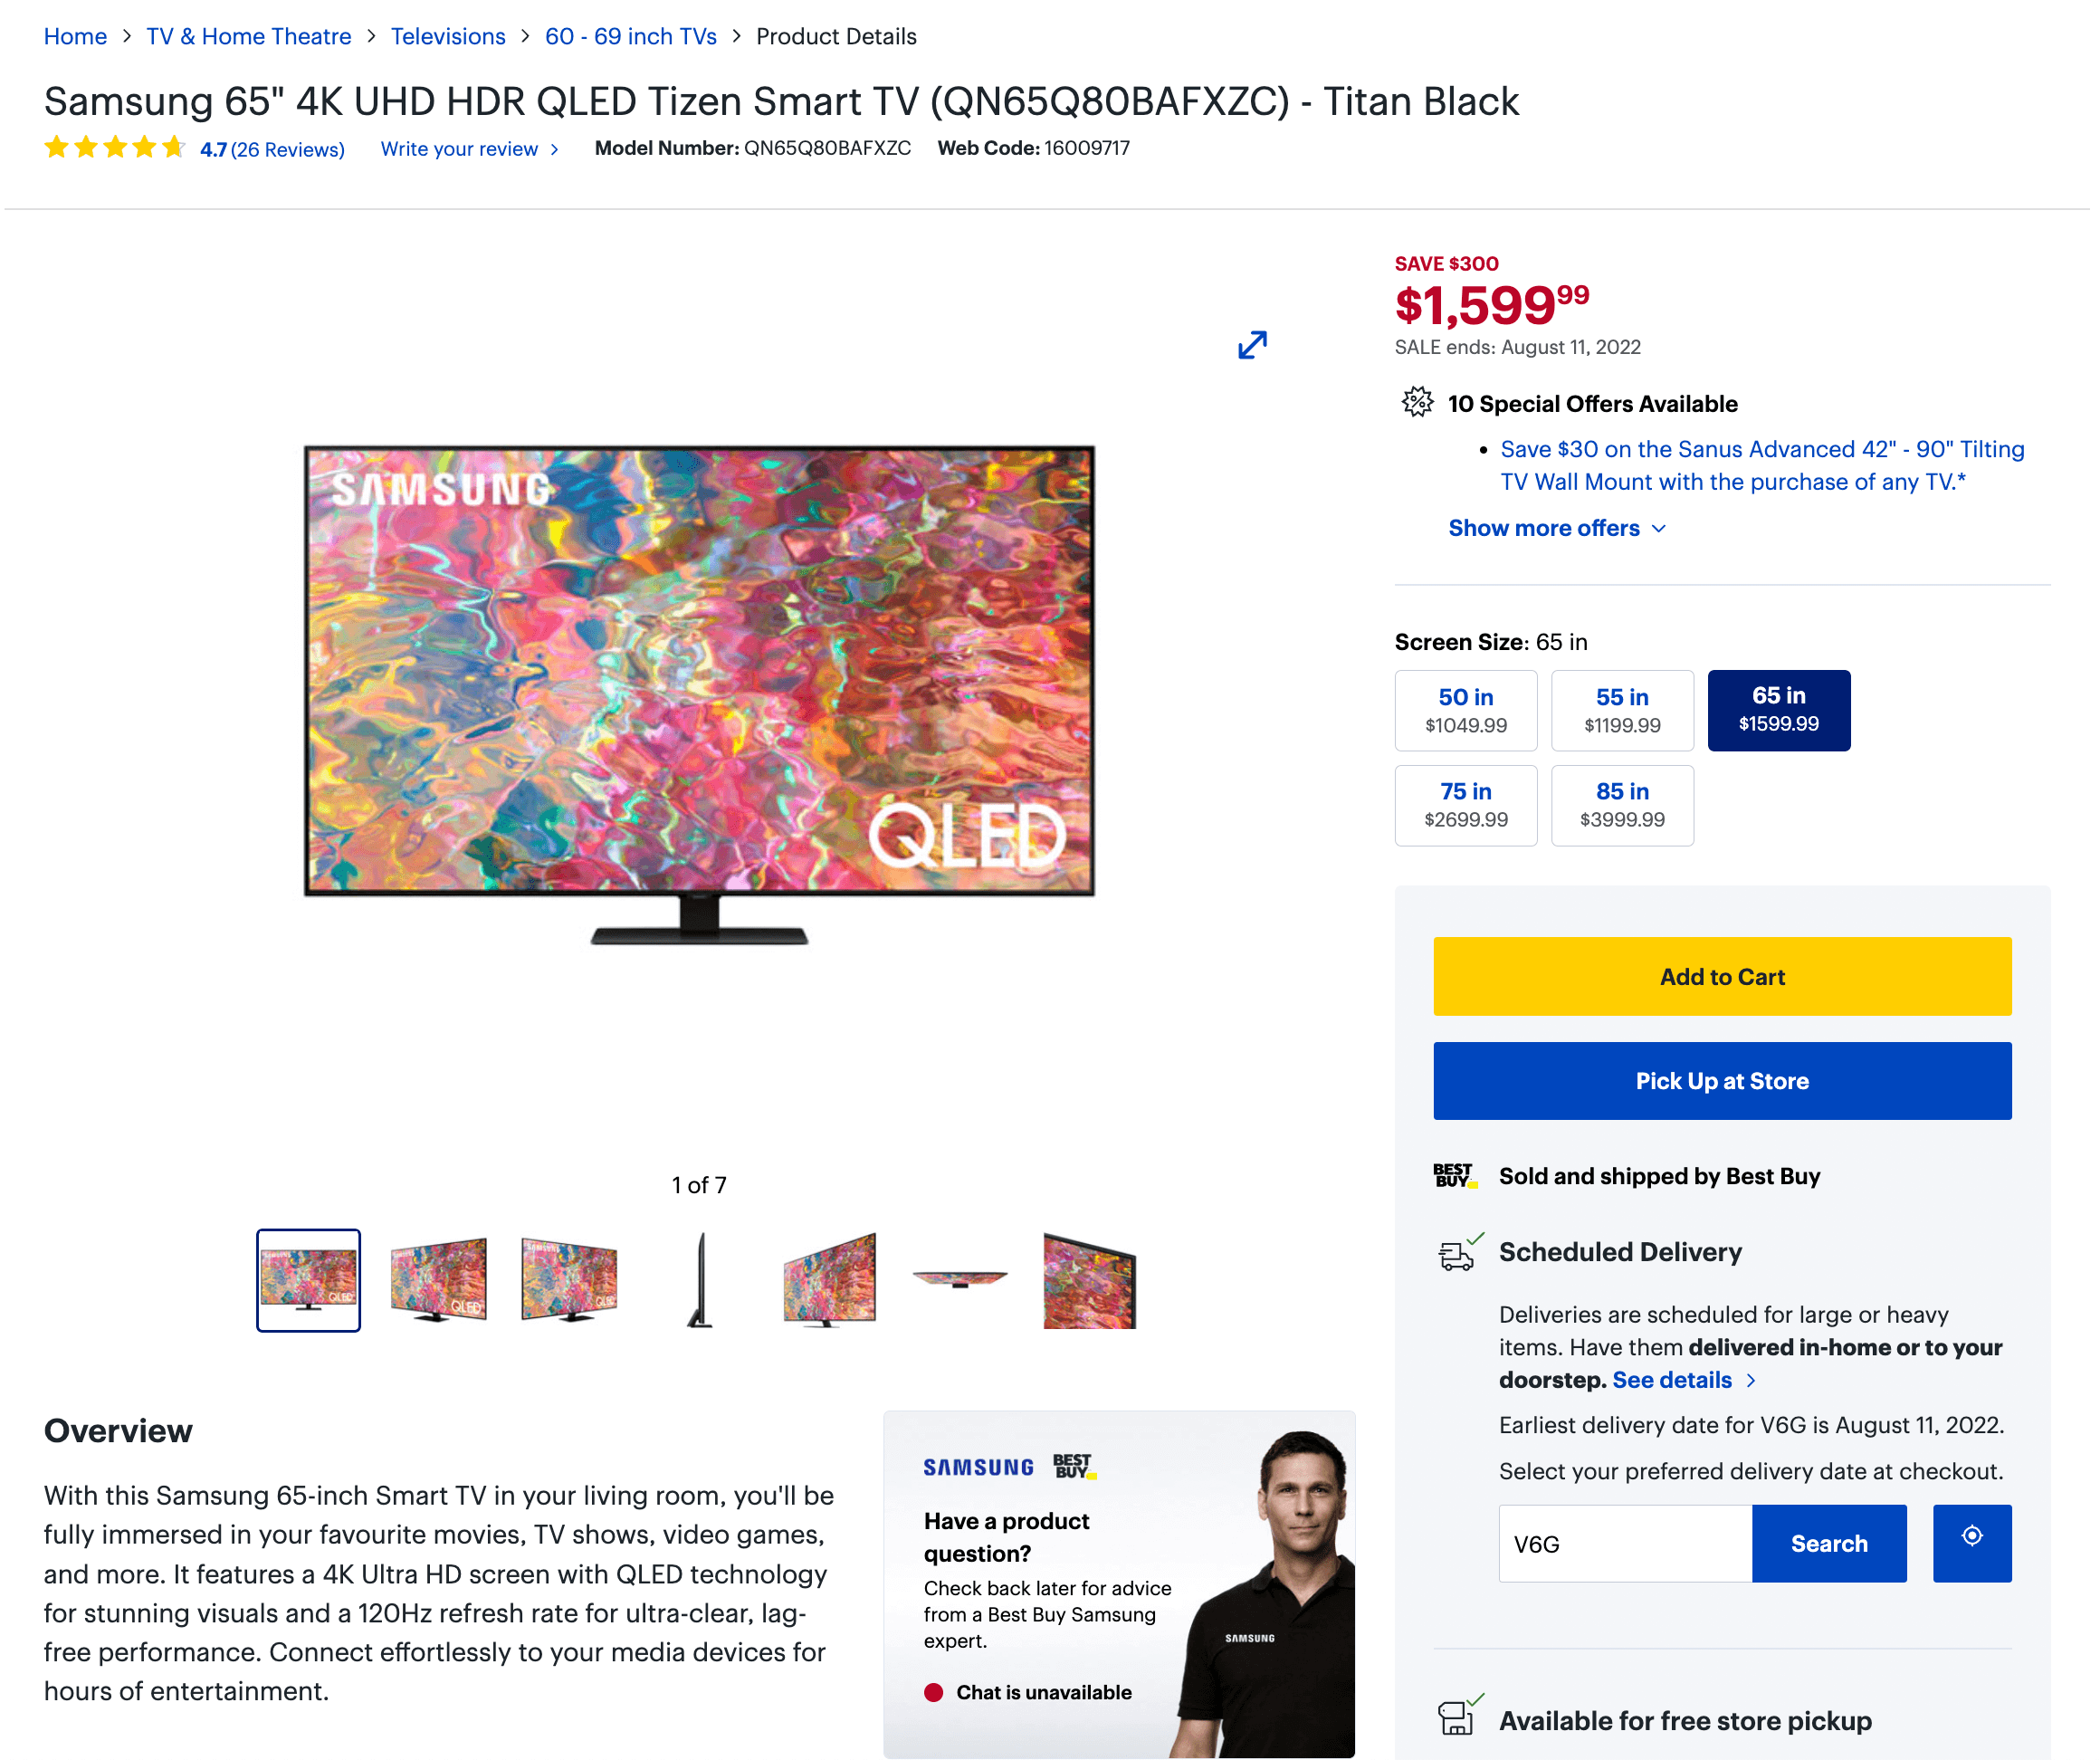 Home > TV & Home Theatre > Televisions > 60 - 69 inch TVs > Product Details
Samsung 65" 4K UHD HDR QLED Tizen Smart TV (QN65Q80BAFXZC) - Titan Black
4.7 (26 Reviews) Write your review > Model Number: QN65Q80BAFXZC Web Code: 16009717
SAMSUNG
QLED
1 of 7
SAVE $300
$1,599.99
SALE ends: August 11, 2022
10 Special Offers Available
• Save $30 on the Sanus Advanced 42" - 90" Tilting
TV Wall Mount with the purchase of any TV.*
Show more offers
Screen Size: 65 in
50 in 55 in 65 in
$1049.99 $1199.99 $1599.99
75 in 85 in
$2699.99 $3999.99
Add to Cart
Pick Up at Store
BEST
BUY
Sold and shipped by Best Buy
Scheduled Delivery
Deliveries are scheduled for large or heavy
items. Have them delivered in-home or to your
doorstep. See details >
Earliest delivery date for V6G is August 11, 2022.
Select your preferred delivery date at checkout.
V6G Search
Available for free store pickup
Overview
With this Samsung 65-inch Smart TV in your living room, you'll be
fully immersed in your favourite movies, TV shows, video games,
and more. It features a 4K Ultra HD screen with QLED technology
for stunning visuals and a 120Hz refresh rate for ultra-clear, lag-
free performance. Connect effortlessly to your media devices for
hours of entertainment.
SAMSUNG BEST
BUY
Have a product
question?
Check back later for advice
from a Best Buy Samsung
expert.
Chat is unavailable
SAMSUNG